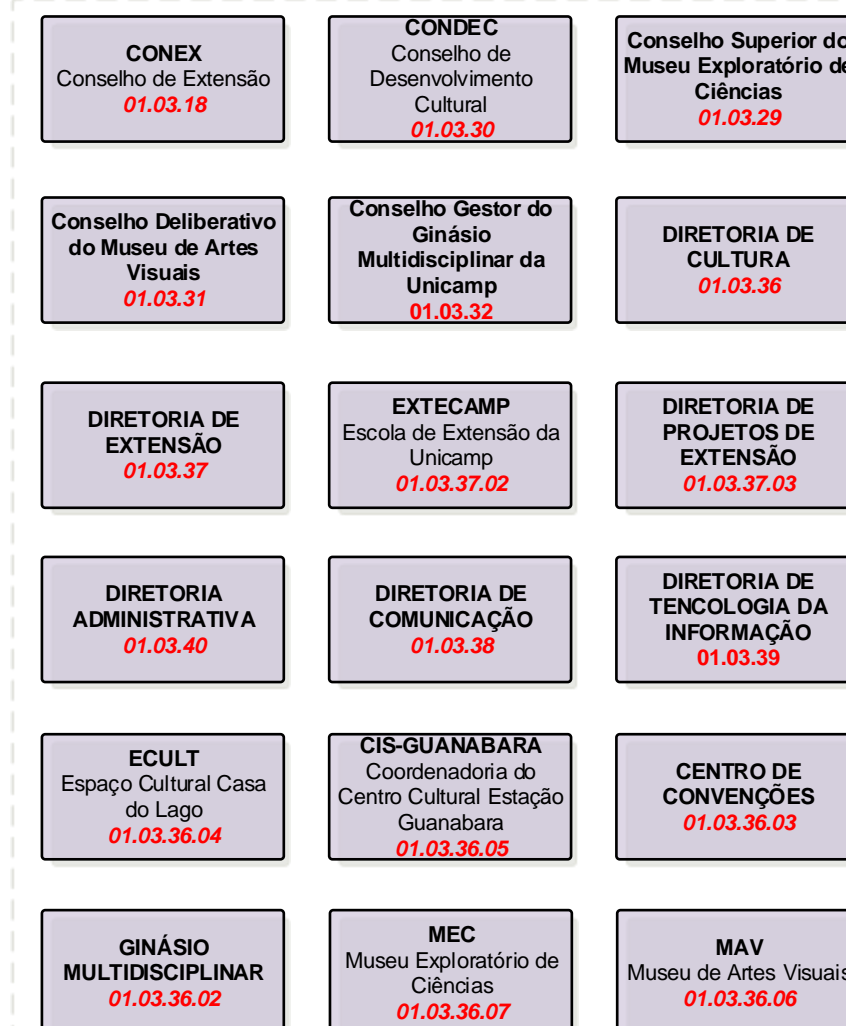 CONEX
Conselho de Extensão
01.03.18
CONDEC
Conselho de
Desenvolvimento
Cultural
01.03.30
Conselho Superior do
Museu Exploratório de
Ciências
01.03.29
Conselho Deliberativo
do Museu de Artes
Visuais
01.03.31
Conselho Gestor do
Ginásio
Multidisciplinar da
Unicamp
01.03.32
DIRETORIA DE
CULTURA
01.03.36
DIRETORIA DE
EXTENSÃO
01.03.37
EXTECAMP
Escola de Extensão da
Unicamp
01.03.37.02
DIRETORIA DE
PROJETOS DE
EXTENSÃO
01.03.37.03
DIRETORIA
ADMINISTRATIVA
01.03.40
DIRETORIA DE
COMUNICAÇÃO
01.03.38
DIRETORIA DE
TENCOLOGIA DA
INFORMAÇÃO
01.03.39
ECULT
Espaço Cultural Casa
do Lago
01.03.36.04
CIS-GUANABARA
Coordenadoria do
Centro Cultural Estação
Guanabara
01.03.36.05
CENTRO DE
CONVENÇÕES
01.03.36.03
GINÁSIO
MULTIDISCIPLINAR
01.03.36.02
MEC
Museu Exploratório de
Ciências
01.03.36.07
MAV
Museu de Artes Visuais
01.03.36.06